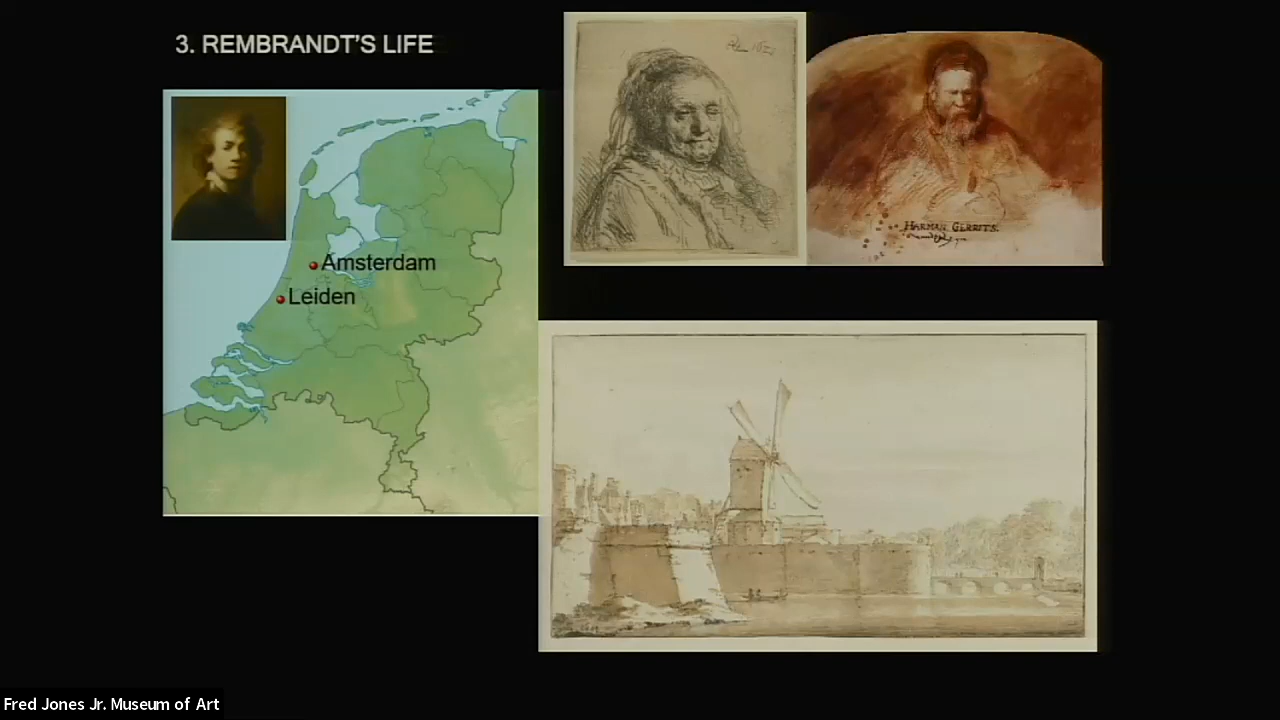 3. REMBRANDT'S LIFE
Amsterdam
Leiden
HARMAN GERRITS.
Fred Jones Jr. Museum of Art